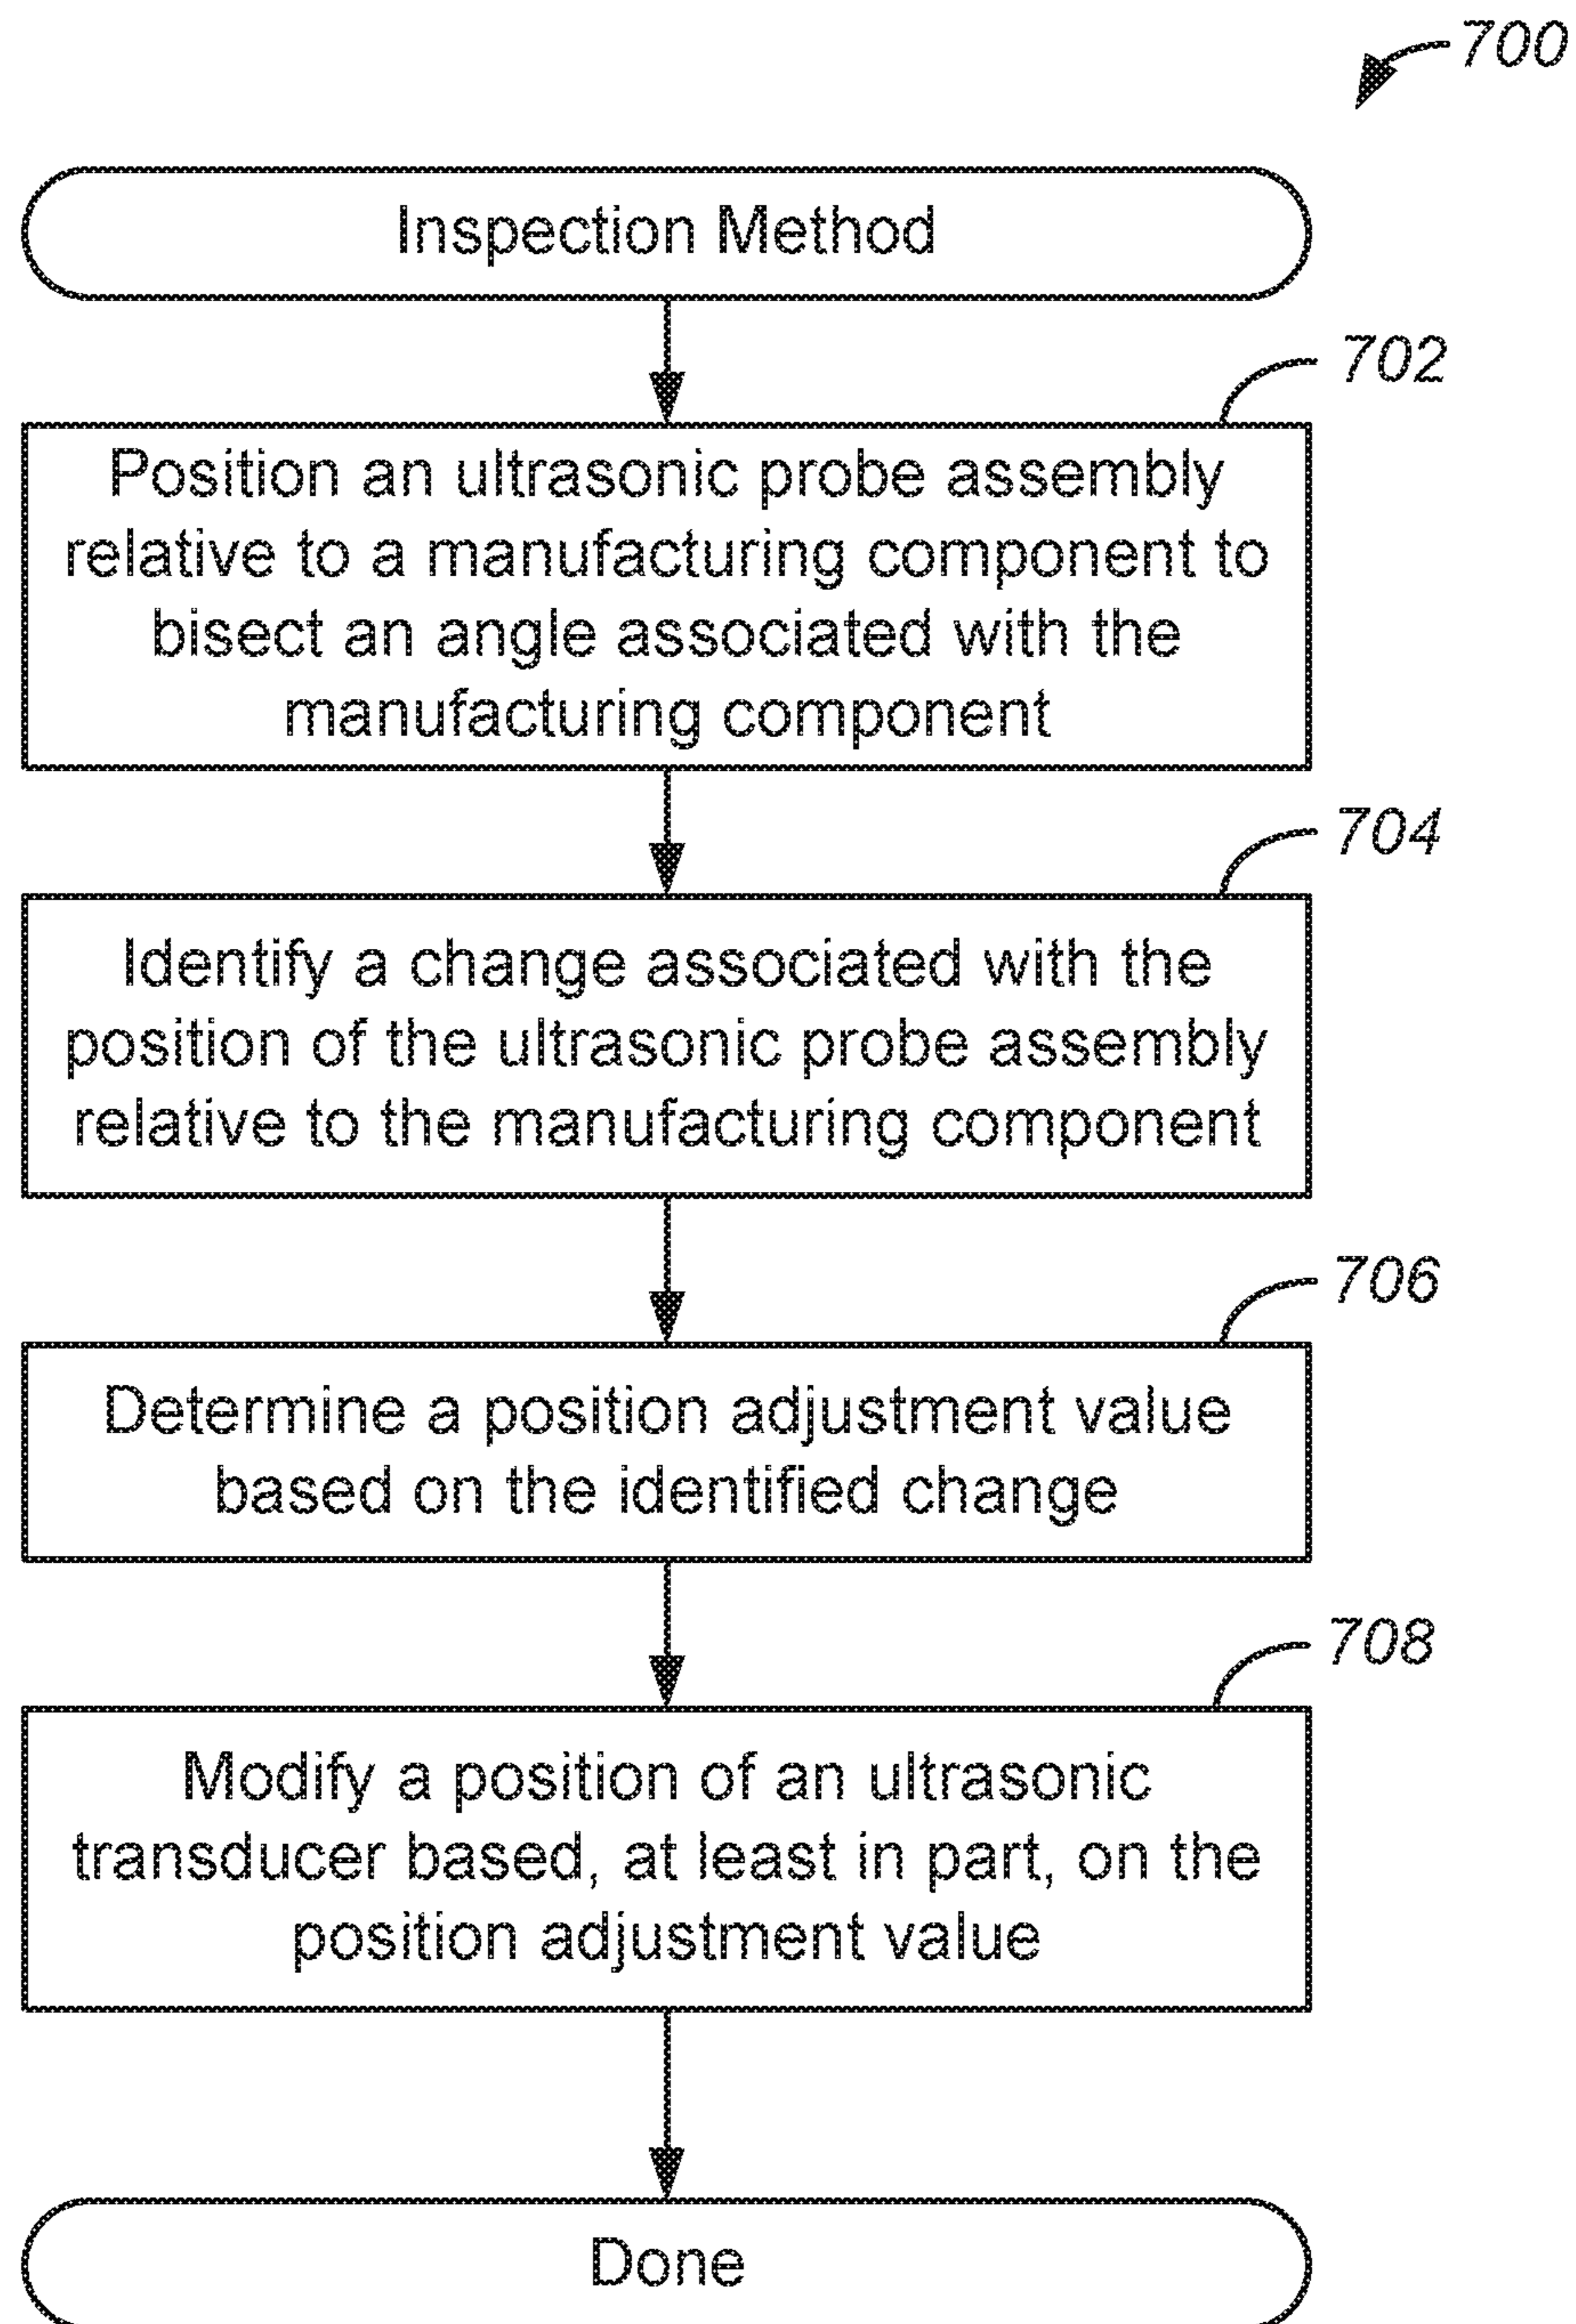 700
Inspection Method
702
Position an ultrasonic probe assembly
relative to a manufacturing component to
bisect an angle associated with the
manufacturing component
704
Identify a change associated with the
position of the ultrasonic probe assembly
relative to the manufacturing component
706
Determine a position adjustment value
based on the identified change
708
Modify a position of an ultrasonic
transducer based, at least in part, on the
position adjustment value
Done